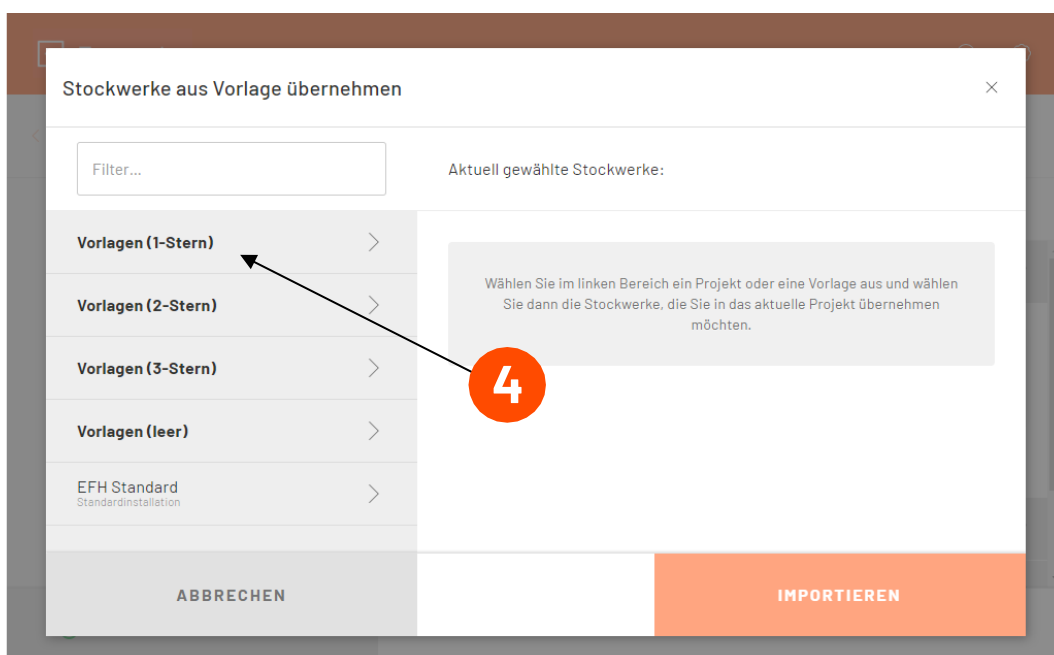 Stockwerke aus Vorlage übernehmen
Filter...
Aktuell gewählte Stockwerke:
Vorlagen (1-Stern)
Vorlagen (2-Stern)
Vorlagen (3-Stern)
Vorlagen (leer)
EFH Standard
Standardinstallation
Wählen Sie im linken Bereich ein Projekt oder eine Vorlage aus und wählen
Sie dann die Stockwerke, die Sie in das aktuelle Projekt übernehmen
möchten.
4
ABBRECHEN
IMPORTIEREN